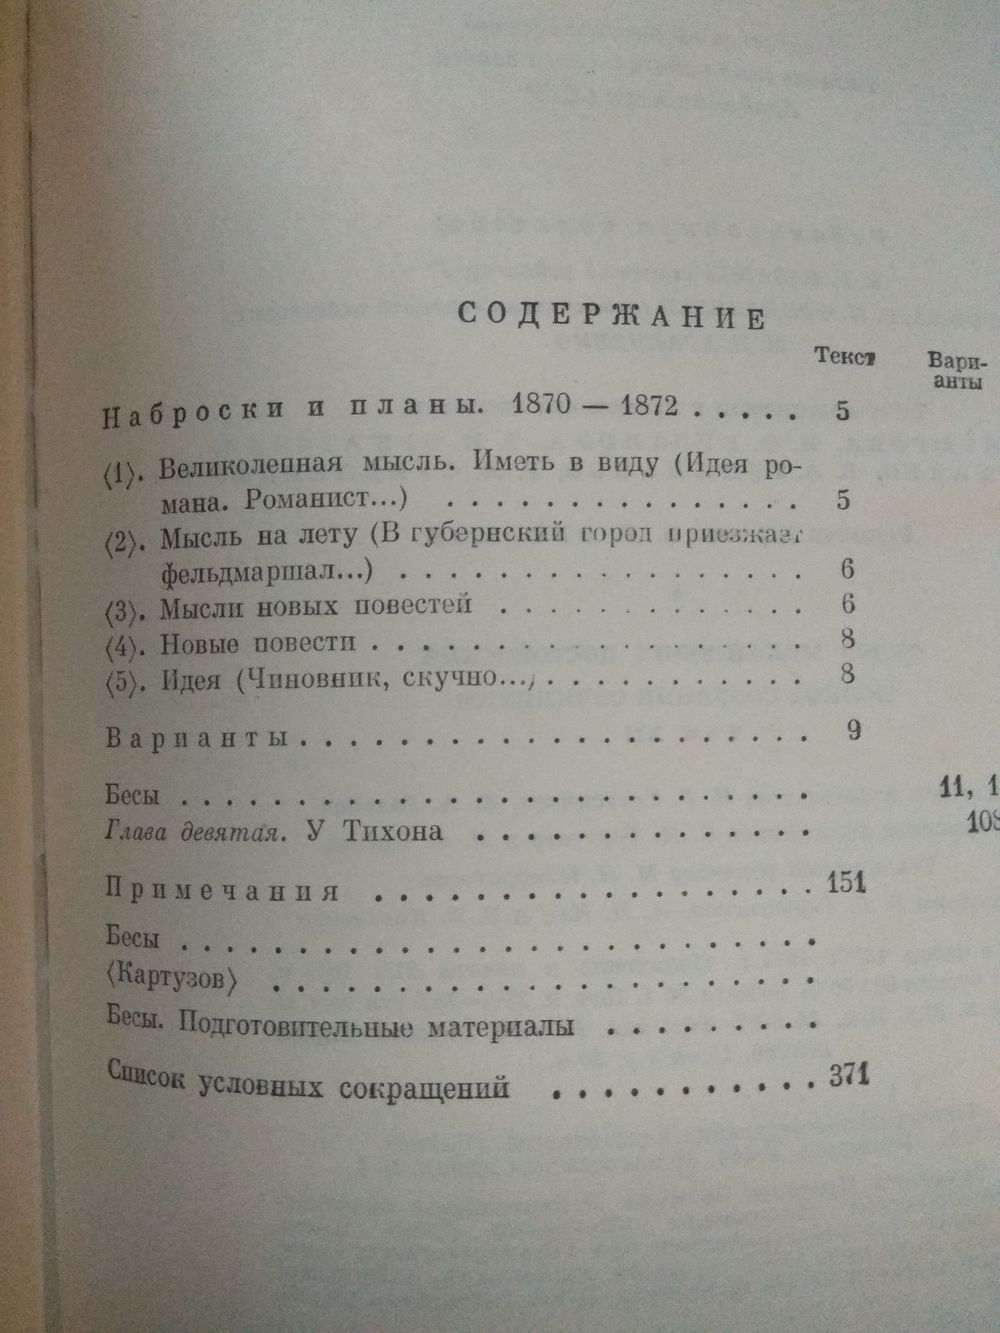 СОДЕРЖАНИЕ
Текст Вари-
анты
Наброски и планы. 1870 — 1872 . . . . . 5
⟨1⟩. Великолепная мысль. Иметь в виду (Идея ро-
мана. Романист...) . . . . . . . . . . . . . . . 5
⟨2⟩. Мысль на лету (В губернский город приезжает
фельдмаршал...) . . . . . . . . . . . . . . . . . 6
⟨3⟩. Мысли новых повестей . . . . . . . . . . . . . 6
⟨4⟩. Новые повести . . . . . . . . . . . . . . . . . . 8
⟨5⟩. Идея (Чиновник, скучно...) . . . . . . . . . . . 8
Варианты . . . . . . . . . . . . . . . . . . . . . 9
Бесы . . . . . . . . . . . . . . . . . . . . . . . . . . 11, 1
Глава девятая. У Тихона . . . . . . . . . . . . . . 108
Примечания . . . . . . . . . . . . . . . . . . . 151
Бесы . . . . . . . . . . . . . . . . . . . . . . . . . .
⟨Картузов⟩ . . . . . . . . . . . . . . . . . . . . . .
Бесы. Подготовительные материалы . . . . . . . . .
Список условных сокращений . . . . . . . . . . . 371